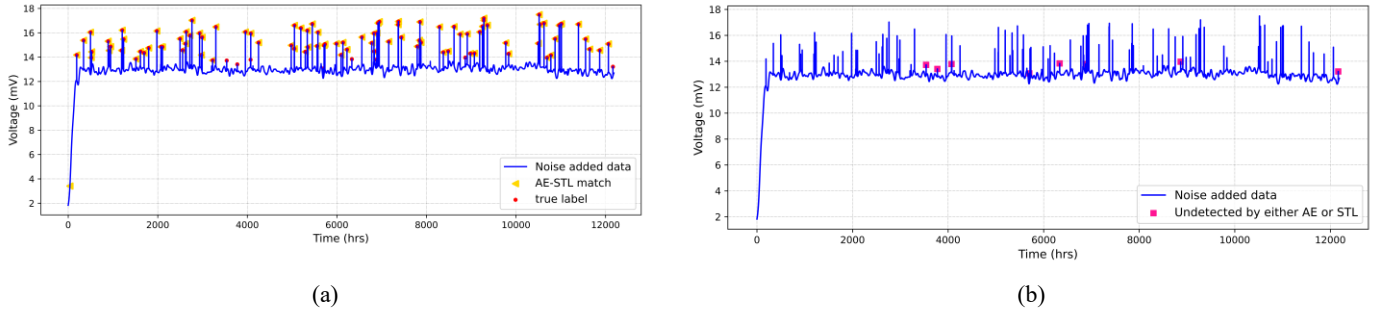 18
16
14
12
10
8
6
4
2
Voltage (mV)
Noise added data
AE-STL match
true label
0
2000
4000
6000
8000
10000
12000
Time (hrs)
(a)
18
16
14
12
10
8
6
4
2
Voltage (mV)
Noise added data
Undetected by either AE or STL
0
2000
4000
6000
8000
10000
12000
Time (hrs)
(b)